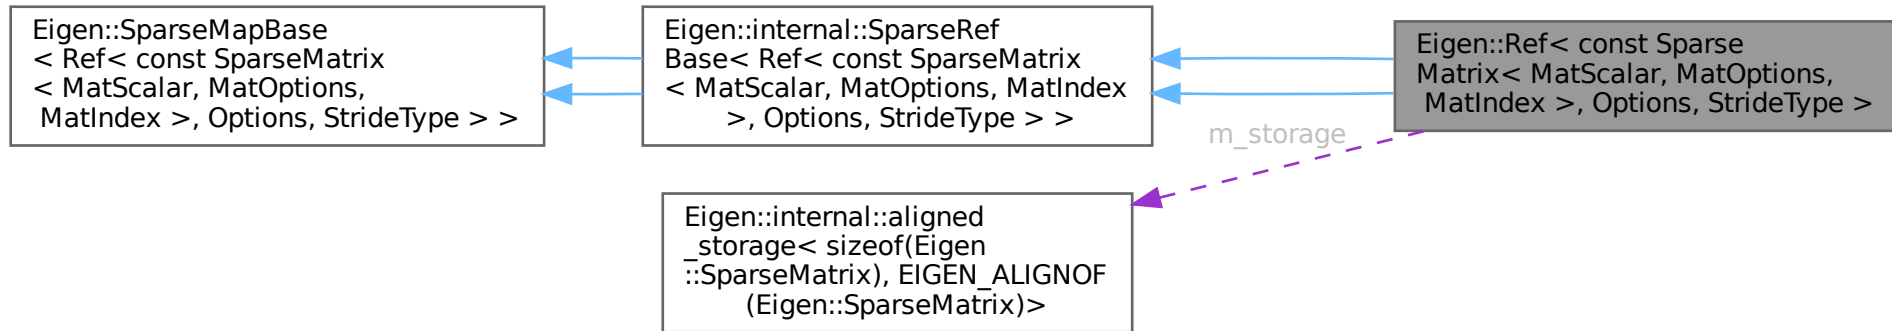 Eigen::SparseMapBase
< Ref< const SparseMatrix
< MatScalar, MatOptions,
MatIndex >, Options, StrideType > >
Eigen::internal::SparseRef
Base< Ref< const SparseMatrix
< MatScalar, MatOptions, MatIndex
>, Options, StrideType > >
Eigen::Ref< const Sparse
Matrix< MatScalar, MatOptions,
MatIndex >, Options, StrideType >
m_storage
Eigen::internal::aligned
_storage< sizeof(Eigen
::SparseMatrix), EIGEN_ALIGNOF
(Eigen::SparseMatrix)>